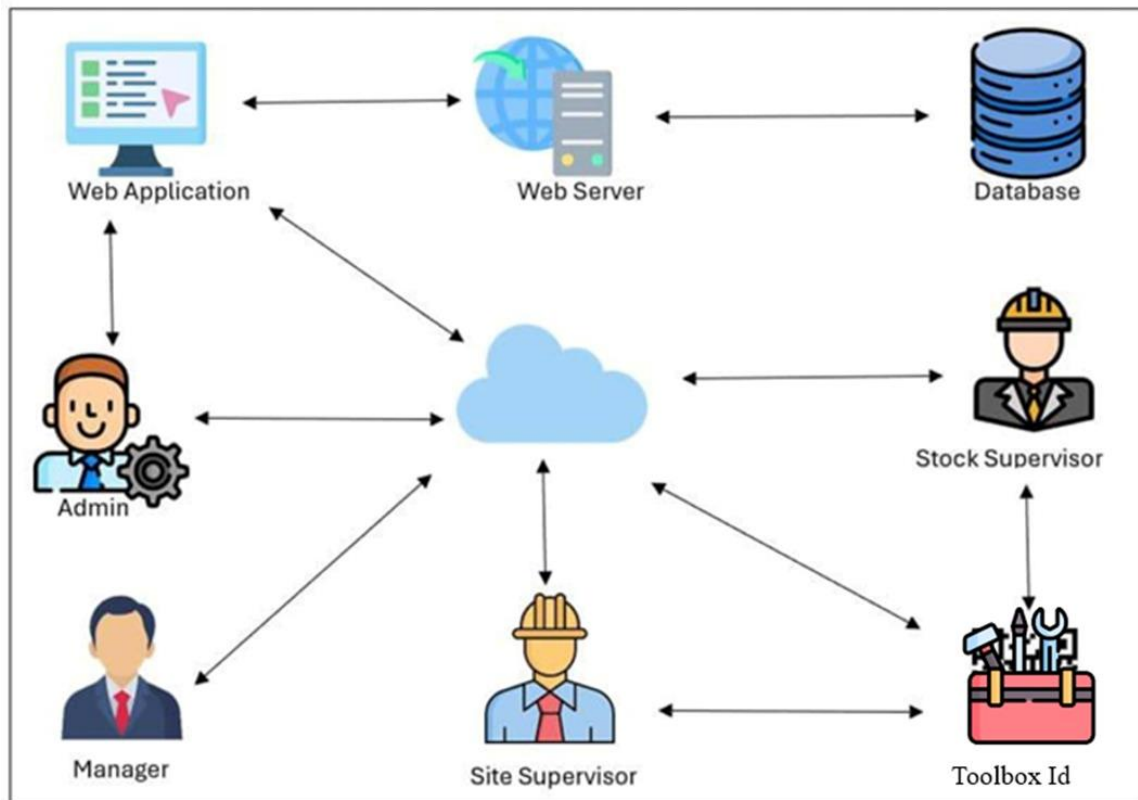 Web Application
Web Server
Database
Stock Supervisor
Admin
Manager
Site Supervisor
Toolbox Id